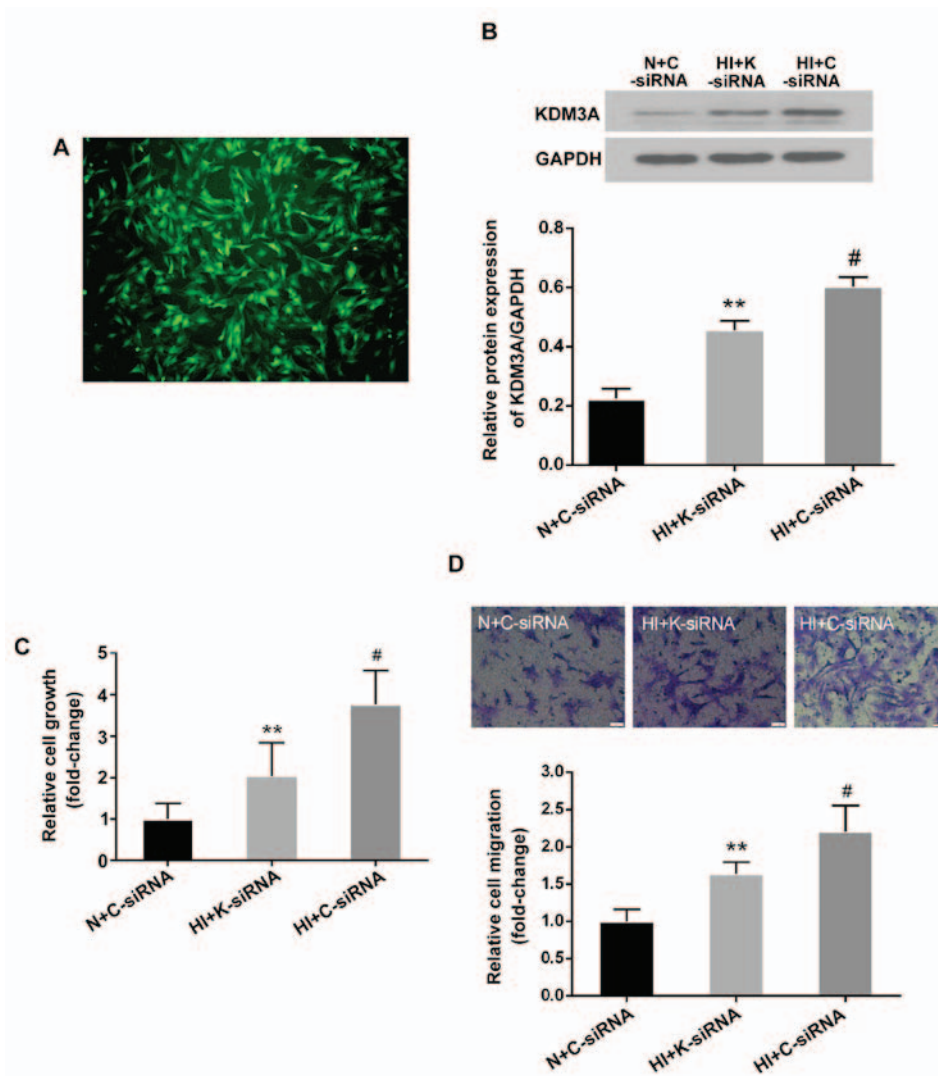 A
B
N+C
-siRNA
HI+K
-siRNA
HI+C
-siRNA
KDM3A
GAPDH
Relative protein expression
of KDM3A/GAPDH
0.8
0.6
0.4
0.2
0.0
**
#
N+C-siRNA
HI+K-siRNA
HI+C-siRNA
C
Relative cell growth
(fold-change)
5
4
3
2
1
0
**
#
N+C-siRNA
HI+K-siRNA
HI+C-siRNA
D
N+C-siRNA
HI+K-siRNA
HI+C-siRNA
Relative cell migration
(fold-change)
3.0
2.5
2.0
1.5
1.0
0.5
0.0
**
#
N+C-siRNA
HI+K-siRNA
HI+C-siRNA